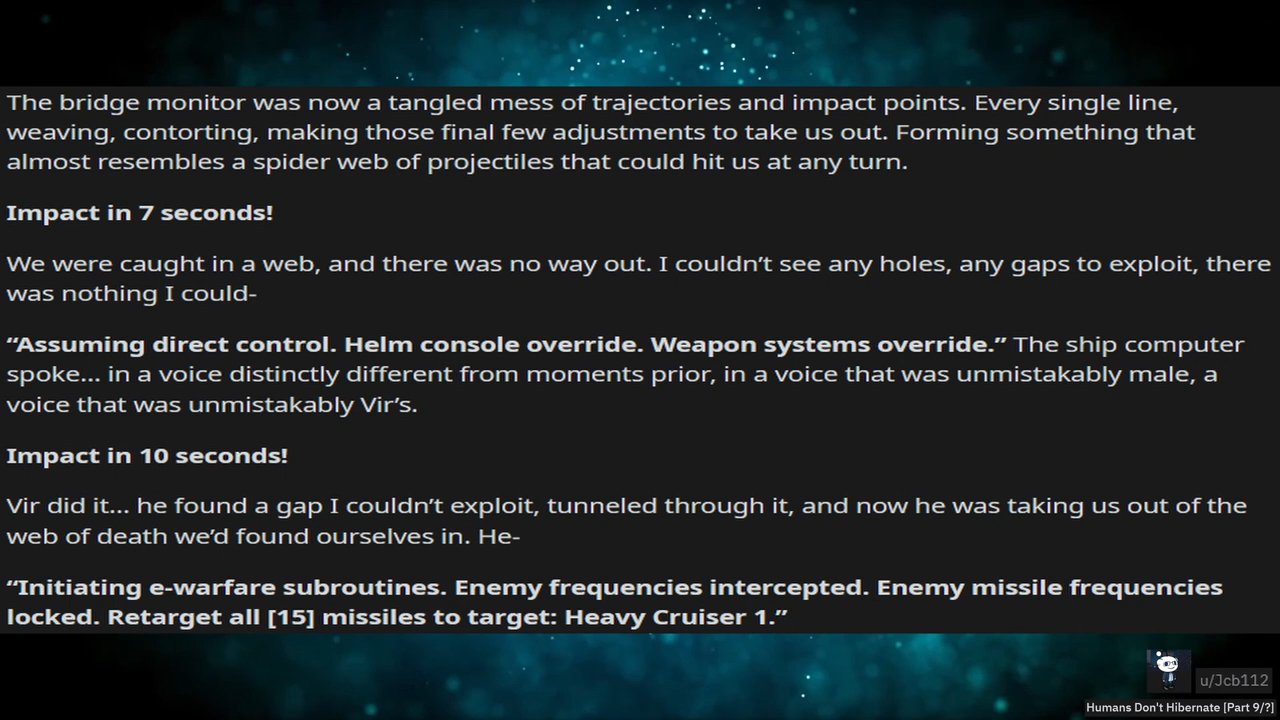 The bridge monitor was now a tangled mess of trajectories and impact points. Every single line,
weaving, contorting, making those final few adjustments to take us out. Forming something that
almost resembles a spider web of projectiles that could hit us at any turn.
Impact in 7 seconds!
We were caught in a web, and there was no way out. I couldn’t see any holes, any gaps to exploit, there
was nothing I could-
“Assuming direct control. Helm console override. Weapon systems override.” The ship computer
spoke... in a voice distinctly different from moments prior, in a voice that was unmistakably male, a
voice that was unmistakably Vir’s.
Impact in 10 seconds!
Vir did it... he found a gap I couldn’t exploit, tunneled through it, and now he was taking us out of the
web of death we’d found ourselves in. He-
“Initiating e-warfare subroutines. Enemy frequencies intercepted. Enemy missile frequencies
locked. Retarget all [15] missiles to target: Heavy Cruiser 1.”
u/Jcb112
Humans Don't Hibernate [Part 9/?]